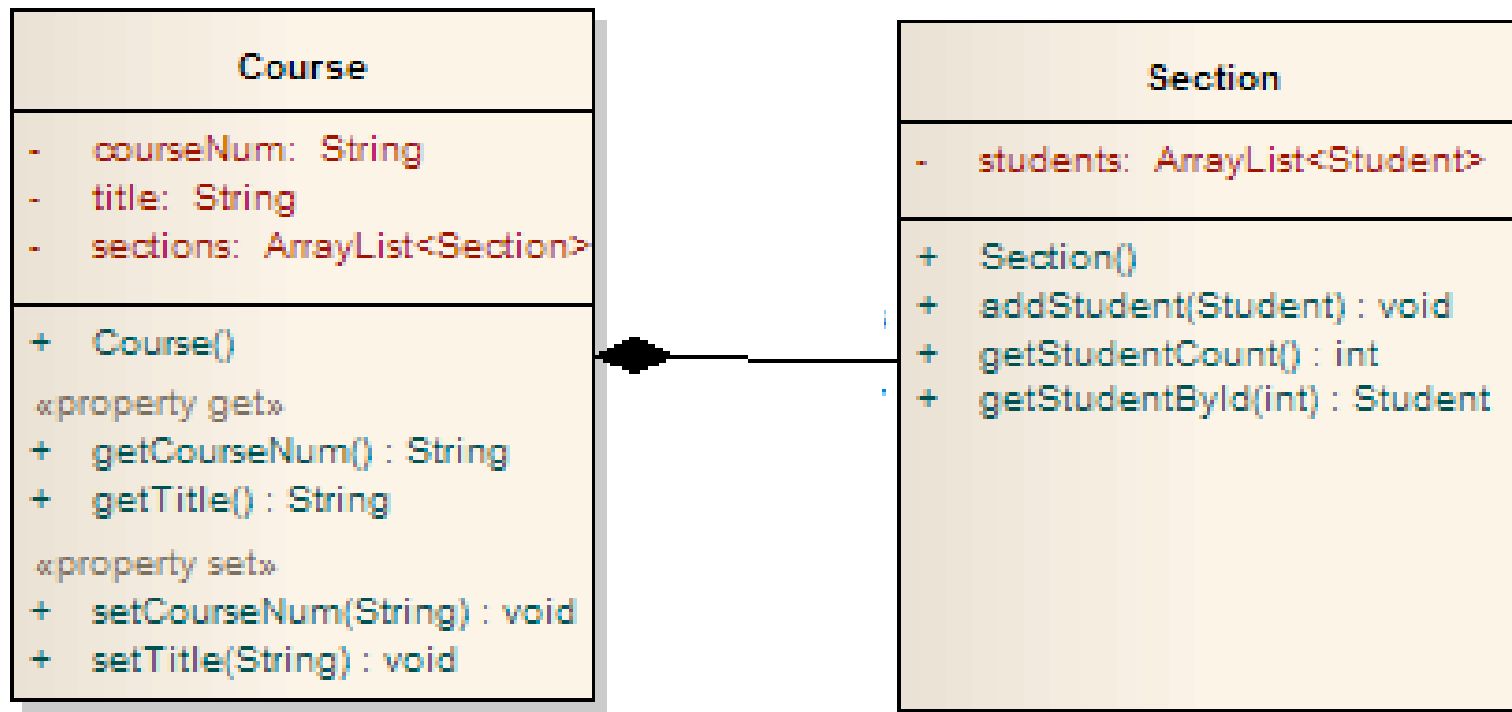 Course
- courseNum: String
- title: String
- sections: ArrayList<Section>
+ Course()
«property get»
+ getCourseNum() : String
+ getTitle() : String
«property set»
+ setCourseNum(String) : void
+ setTitle(String) : void
Section
- students: ArrayList<Student>
+ Section()
+ addStudent(Student) : void
+ getStudentCount() : int
+ getStudentById(int) : Student